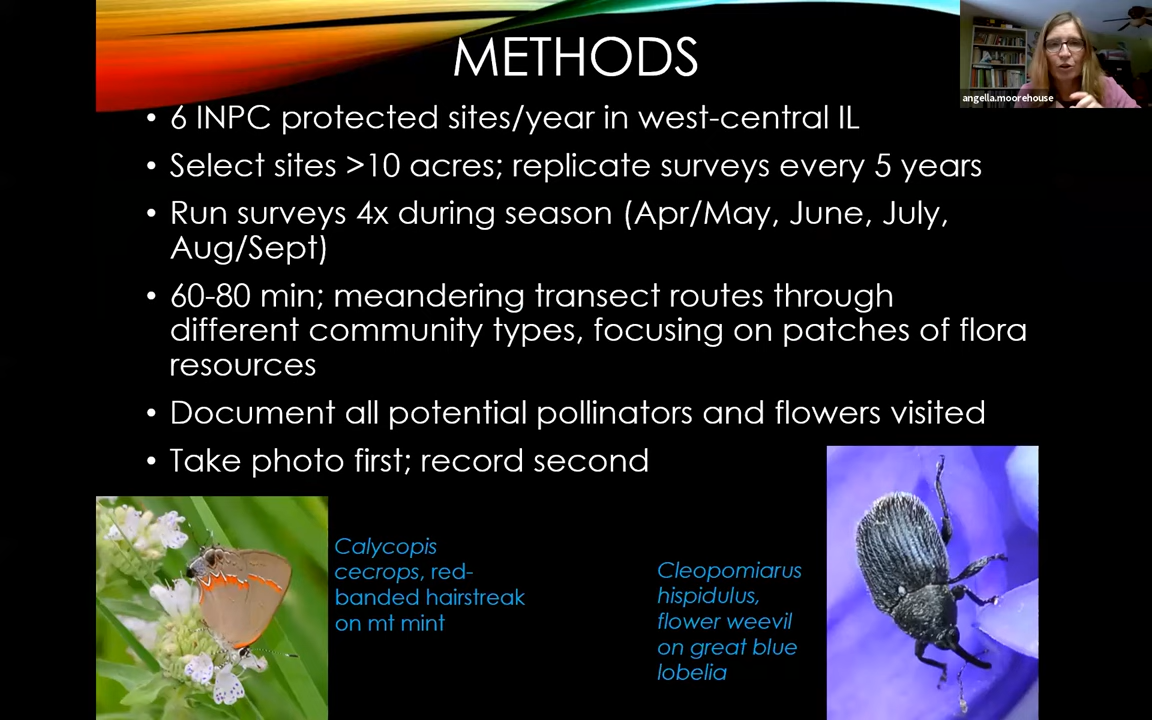 METHODS
angella.moorehouse
• 6 INPC protected sites/year in west-central IL
• Select sites >10 acres; replicate surveys every 5 years
• Run surveys 4x during season (Apr/May, June, July,
Aug/Sept)
• 60-80 min; meandering transect routes through
different community types, focusing on patches of flora
resources
• Document all potential pollinators and flowers visited
• Take photo first; record second
Calycopis
cecrops, red-
banded hairstreak
on mt mint
Cleopomiarus
hispidulus,
flower weevil
on great blue
lobelia